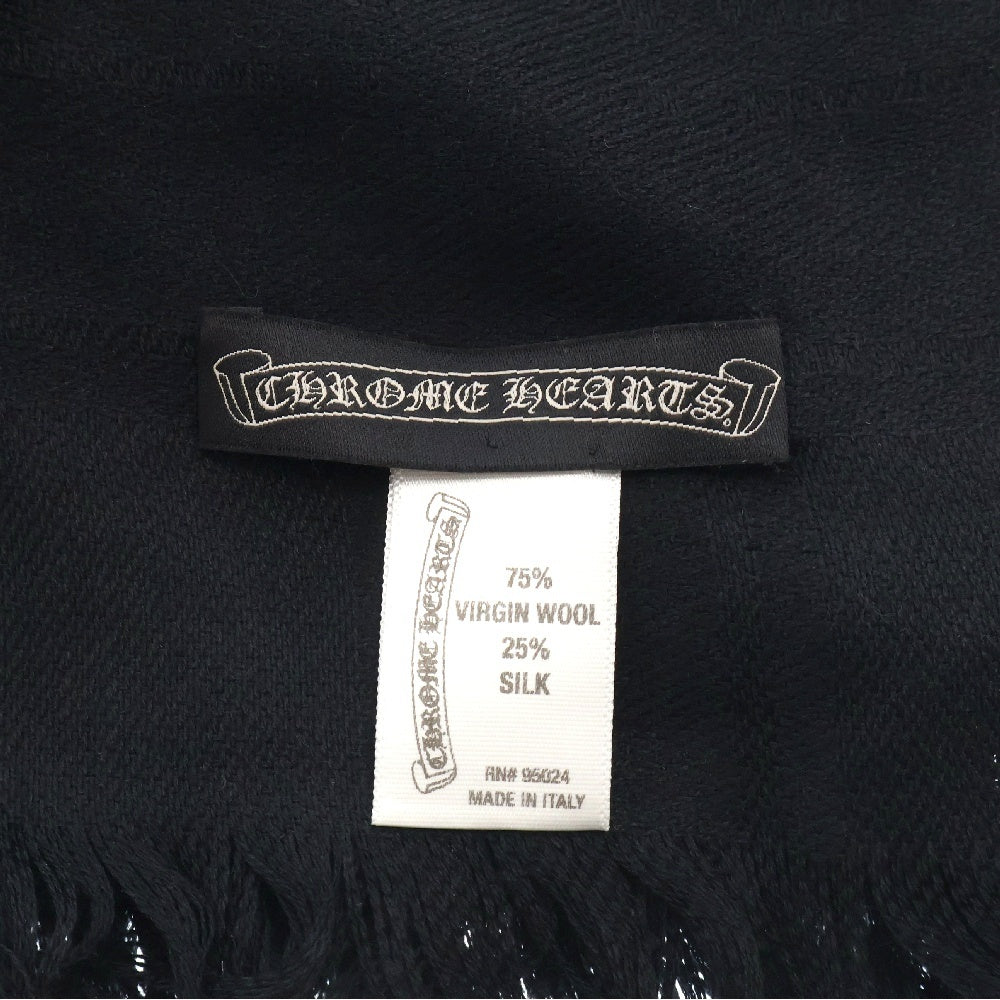 CHROME HEARTS
CHROME HEARTS
75%
VIRGIN WOOL
25%
SILK
RN# 95024
MADE IN ITALY